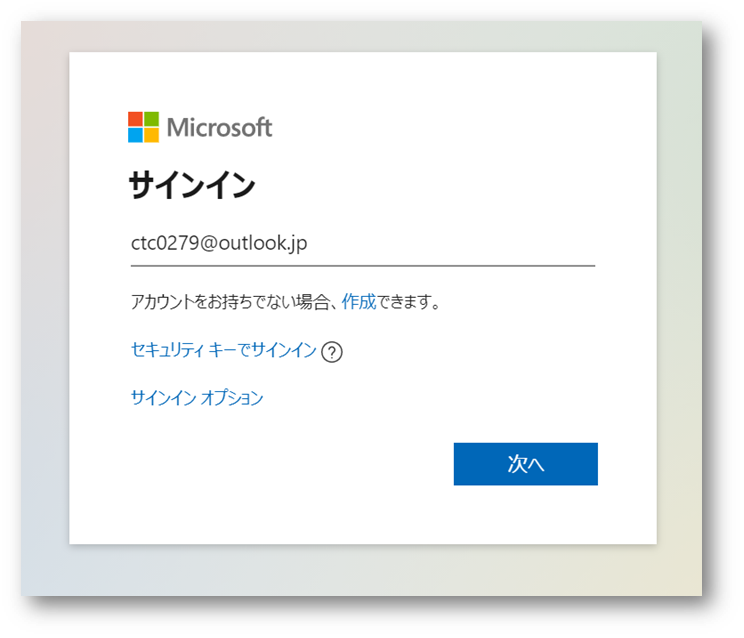 Microsoft
サインイン
ctc0279@outlook.jp
アカウントをお持ちでない場合、作成できます。
セキュリティ キーでサインイン ?
サインイン オプション
次へ